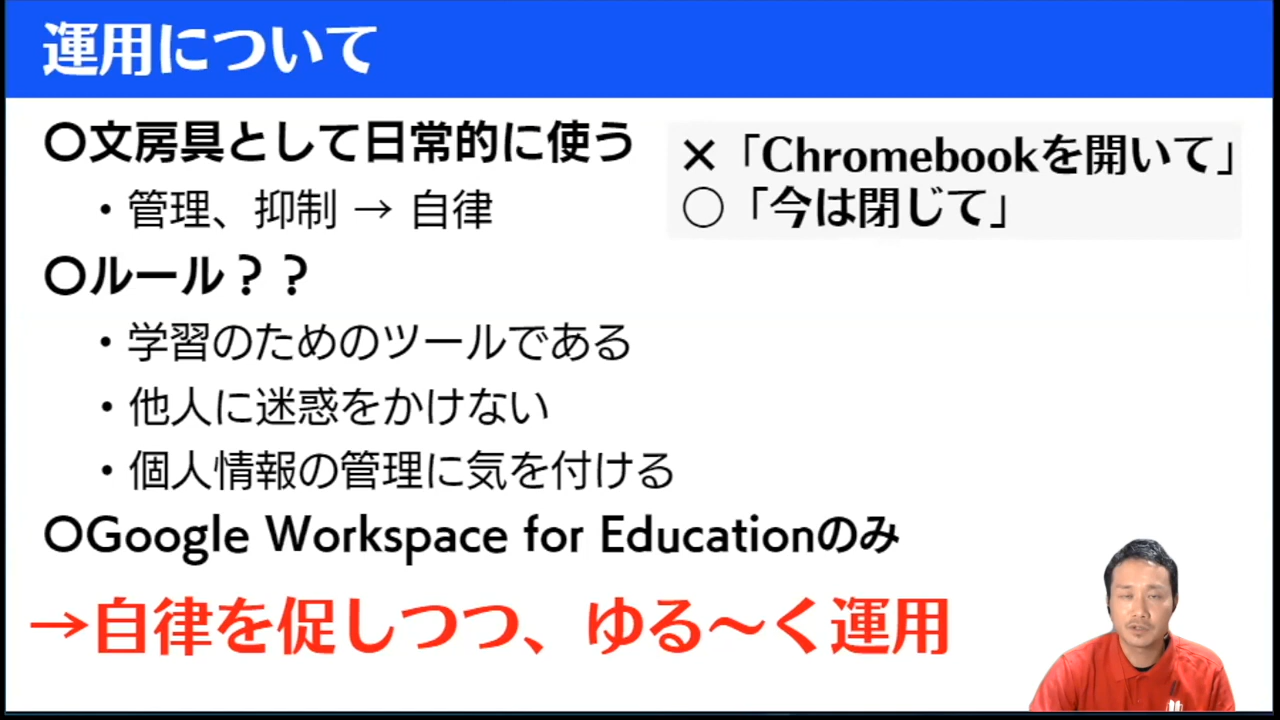 運用について
〇文房具として日常的に使う
・管理、抑制 → 自律
×「Chromebookを開いて」
○「今は閉じて」
〇ルール？？
・学習のためのツールである
・他人に迷惑をかけない
・個人情報の管理に気を付ける
〇Google Workspace for Educationのみ
→自律を促しつつ、ゆる〜く運用